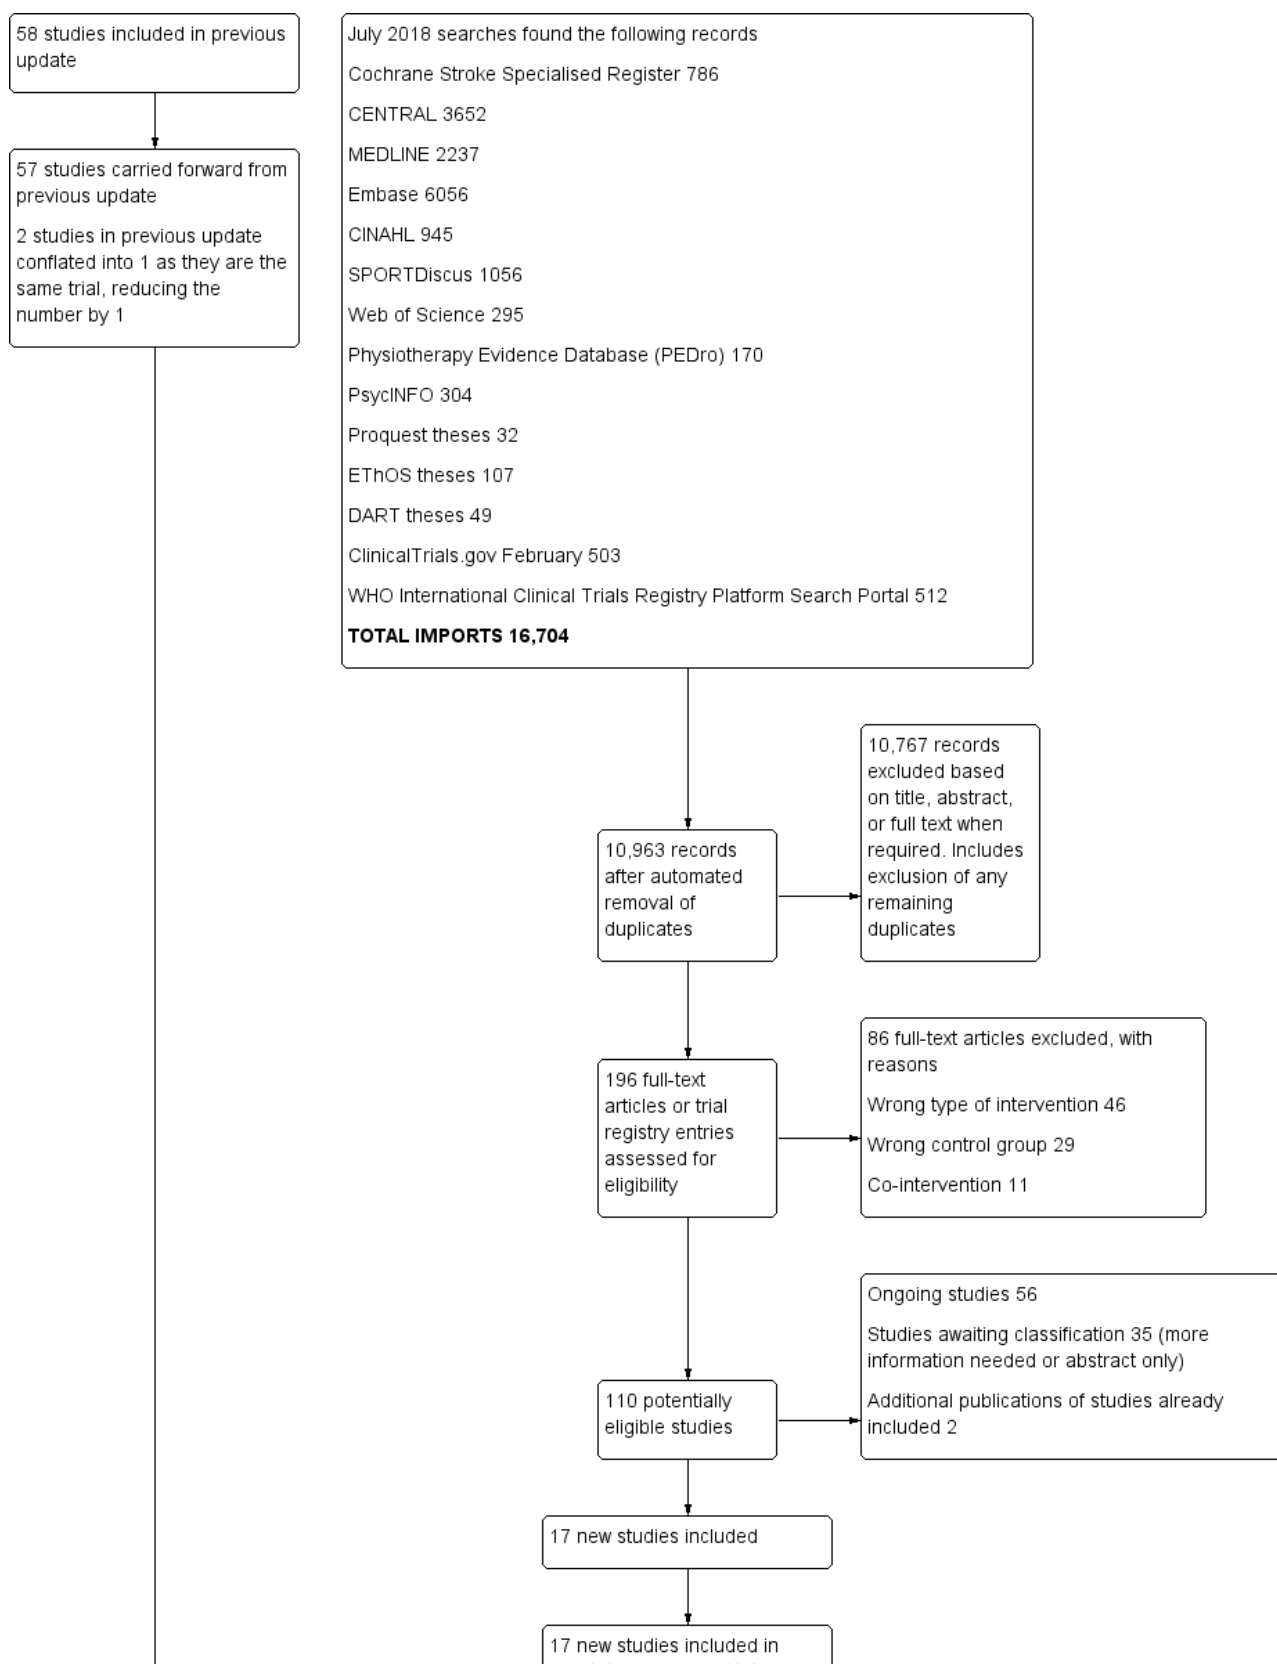 58 studies included in previous
update
57 studies carried forward from
previous update
2 studies in previous update
conflated into 1 as they are the
same trial, reducing the
number by 1
July 2018 searches found the following records
Cochrane Stroke Specialised Register 786
CENTRAL 3652
MEDLINE 2237
Embase 6056
CINAHL 945
SPORTDiscus 1056
Web of Science 295
Physiotherapy Evidence Database (PEDro) 170
PsycINFO 304
Proquest theses 32
EThOS theses 107
DART theses 49
ClinicalTrials.gov February 503
WHO International Clinical Trials Registry Platform Search Portal 512
TOTAL IMPORTS 16,704
10,767 records
excluded based
on title, abstract,
or full text when
required. Includes
exclusion of any
remaining
duplicates
10,963 records
after automated
removal of
duplicates
196 full-text
articles or trial
registry entries
assessed for
eligibility
86 full-text articles excluded, with
reasons
Wrong type of intervention 46
Wrong control group 29
Co-intervention 11
110 potentially
eligible studies
Ongoing studies 56
Studies awaiting classification 35 (more
information needed or abstract only)
Additional publications of studies already
included 2
17 new studies included
17 new studies included in